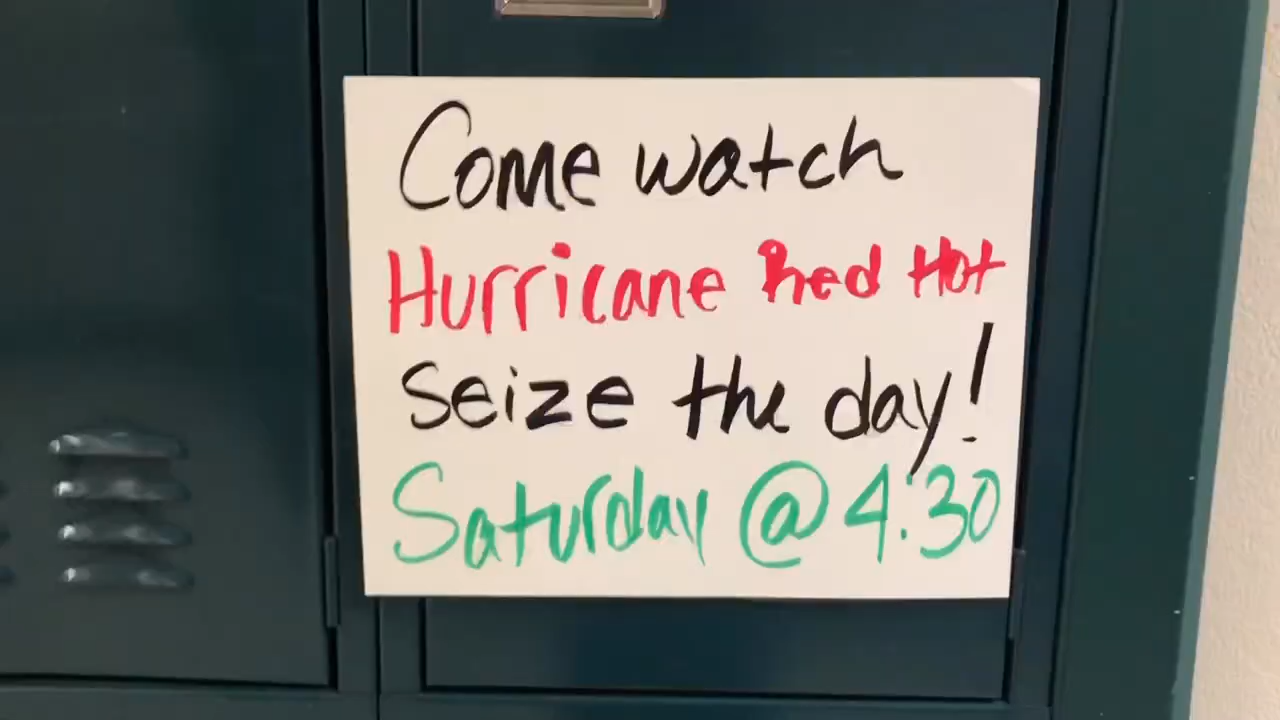 Come watch
Hurricane Red Hot
Seize the day!
Saturday @ 4:30